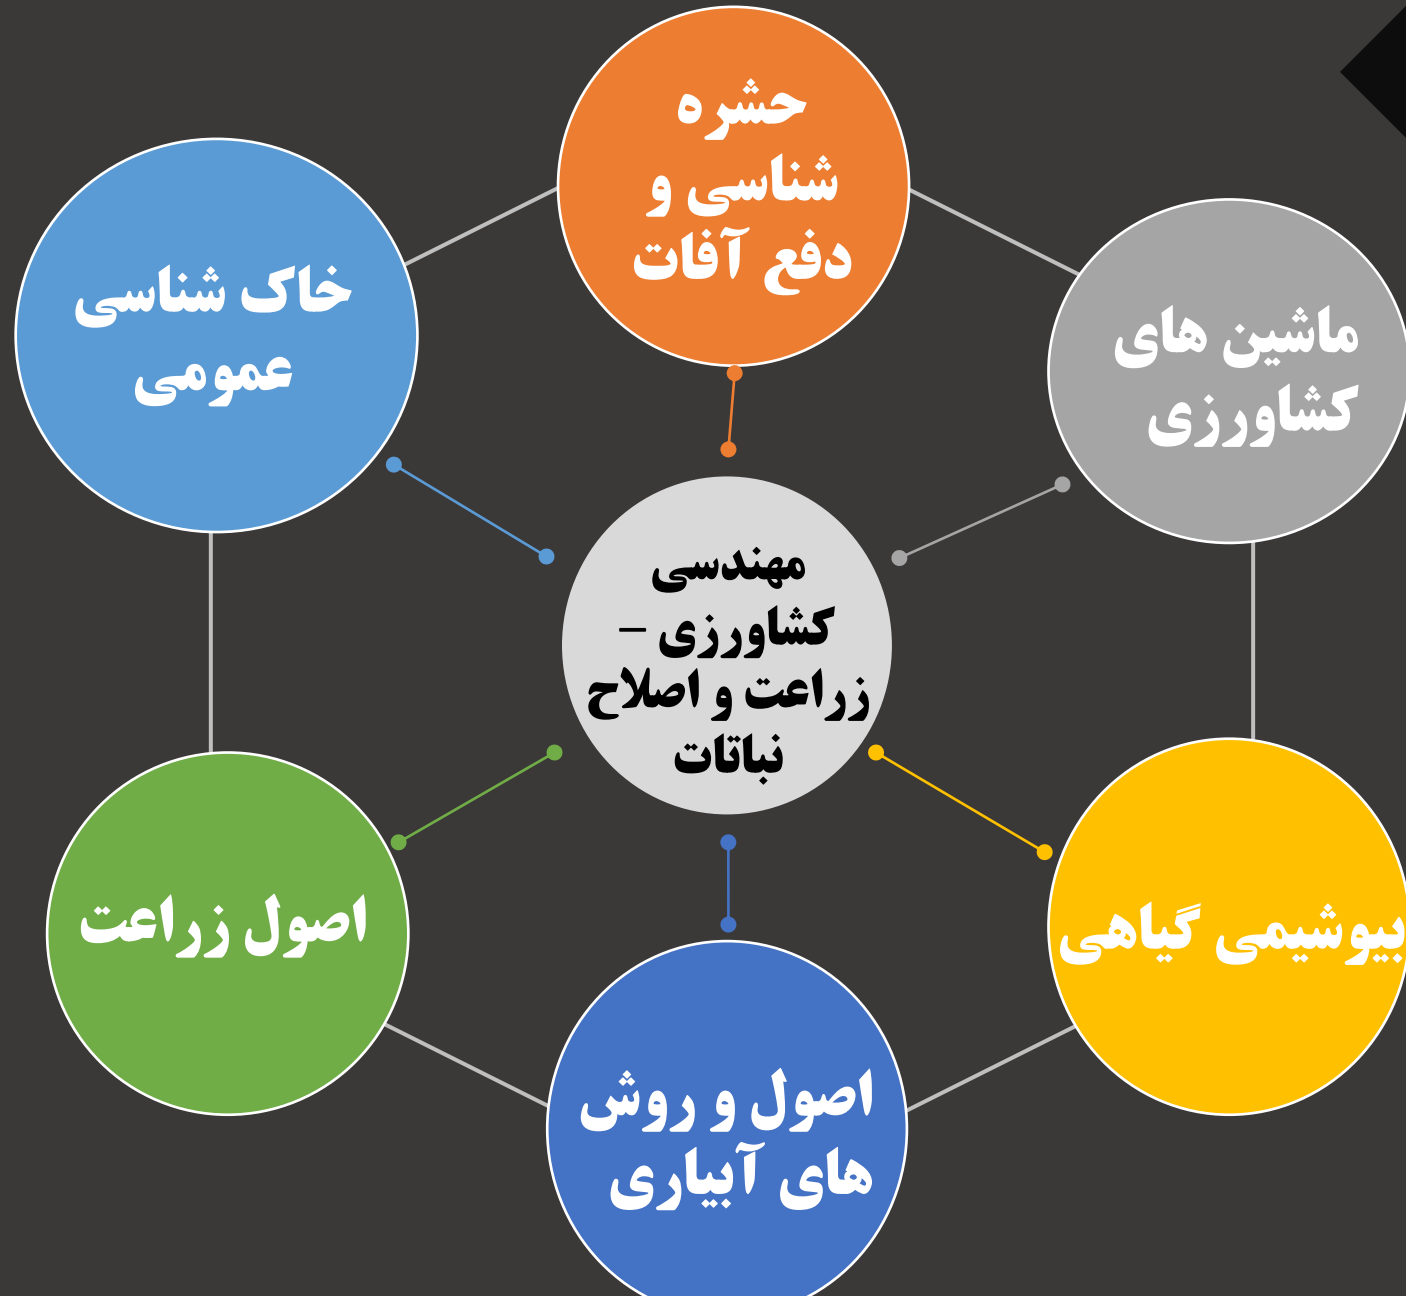 حشره
شناسی و
دفع آفات
ماشین های
کشاورزی
خاک شناسی
عمومی
مهندسی
کشاورزی –
زراعت و اصلاح
نباتات
بیوشیمی گیاهی
اصول زراعت
اصول و روش
های آبیاری